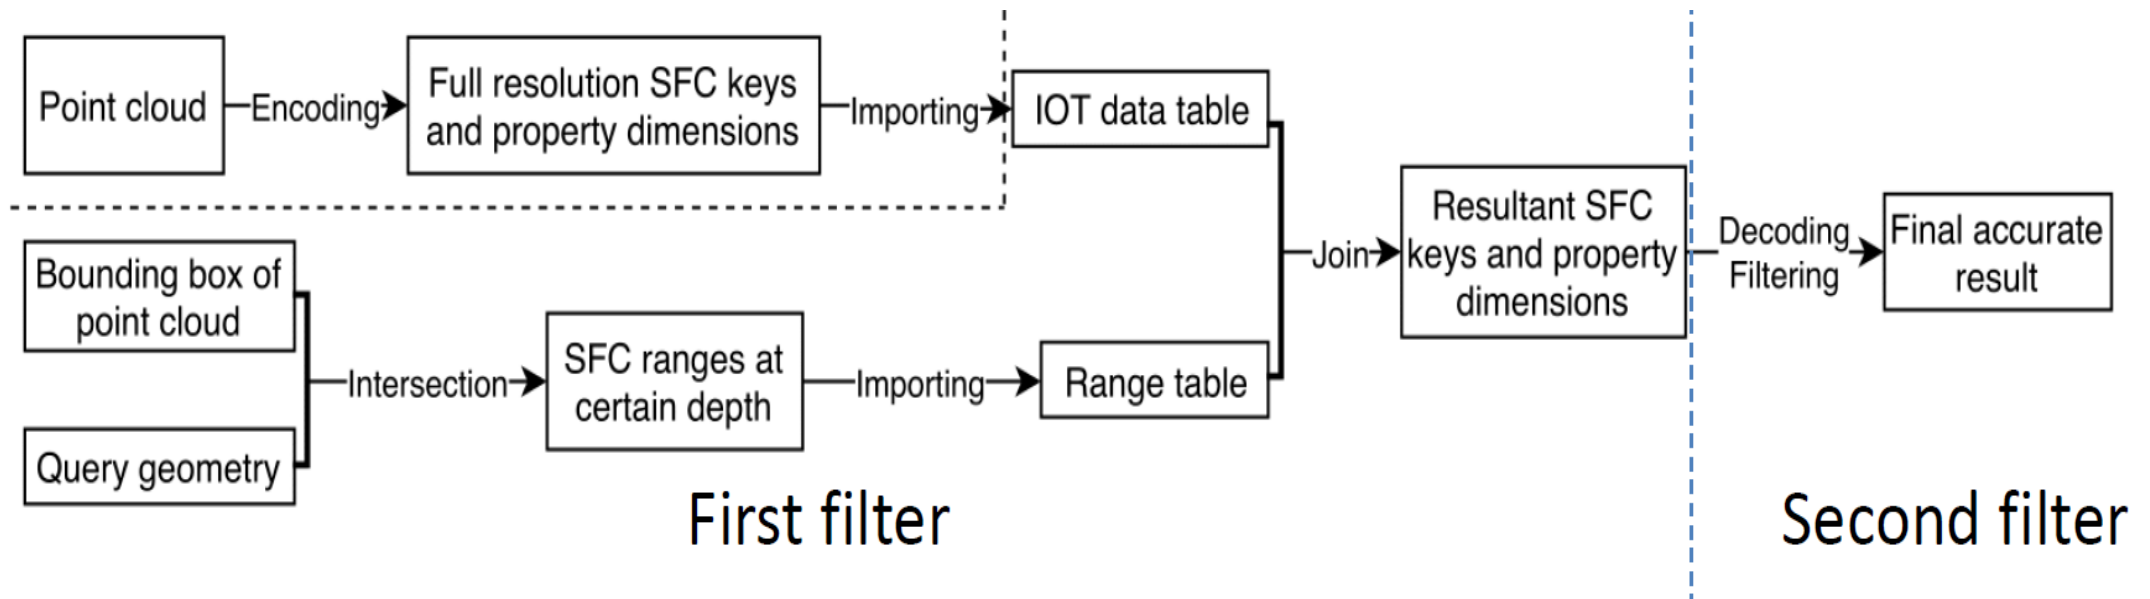 Point cloud
Encoding
Full resolution SFC keys
and property dimensions
Importing
IOT data table
Bounding box of
point cloud
Query geometry
Intersection
SFC ranges at
certain depth
Importing
Range table
Join
Resultant SFC
keys and property
dimensions
Decoding
Filtering
Final accurate
result
First filter
Second filter